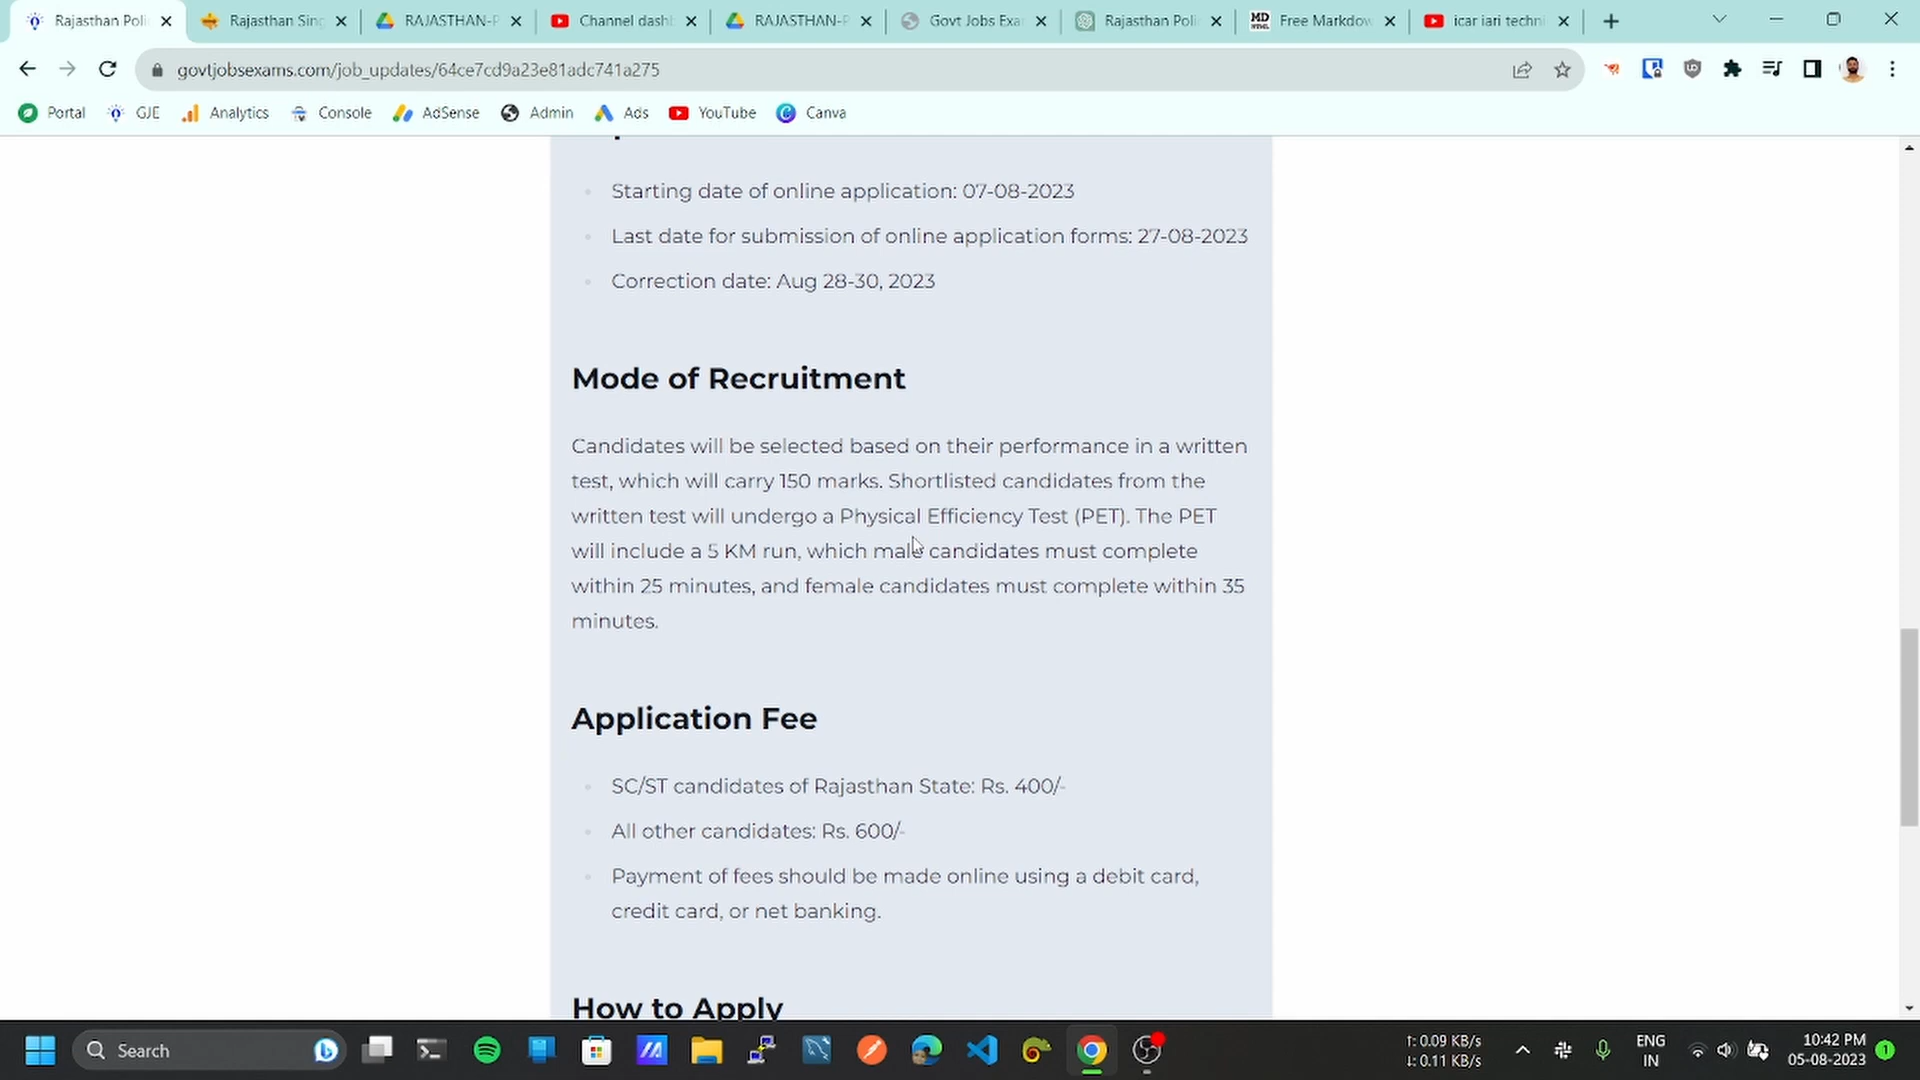 Rajasthan Poli
Rajasthan Sin
RAJASTHAN-P
Channel dashb
RAJASTHAN-P
Govt Jobs Exa
Rajasthan Poli
MD
HTML
Free Markdow
icar iari techni
govtjobsexams.com/job_updates/64ce7cd9a23e81adc741a275
Portal
GJE
Analytics
Console
AdSense
Admin
Ads
YouTube
Canva
Starting date of online application: 07-08-2023
Last date for submission of online application forms: 27-08-2023
Correction date: Aug 28-30, 2023
Mode of Recruitment
Candidates will be selected based on their performance in a written
test, which will carry 150 marks. Shortlisted candidates from the
written test will undergo a Physical Efficiency Test (PET). The PET
will include a 5 KM run, which male candidates must complete
within 25 minutes, and female candidates must complete within 35
minutes.
Application Fee
SC/ST candidates of Rajasthan State: Rs. 400/-
All other candidates: Rs. 600/-
Payment of fees should be made online using a debit card,
credit card, or net banking.
How to Apply
Search
↑: 0.09 KB/s
↓: 0.11 KB/s
ENG
IN
10:42 PM
05-08-2023
1